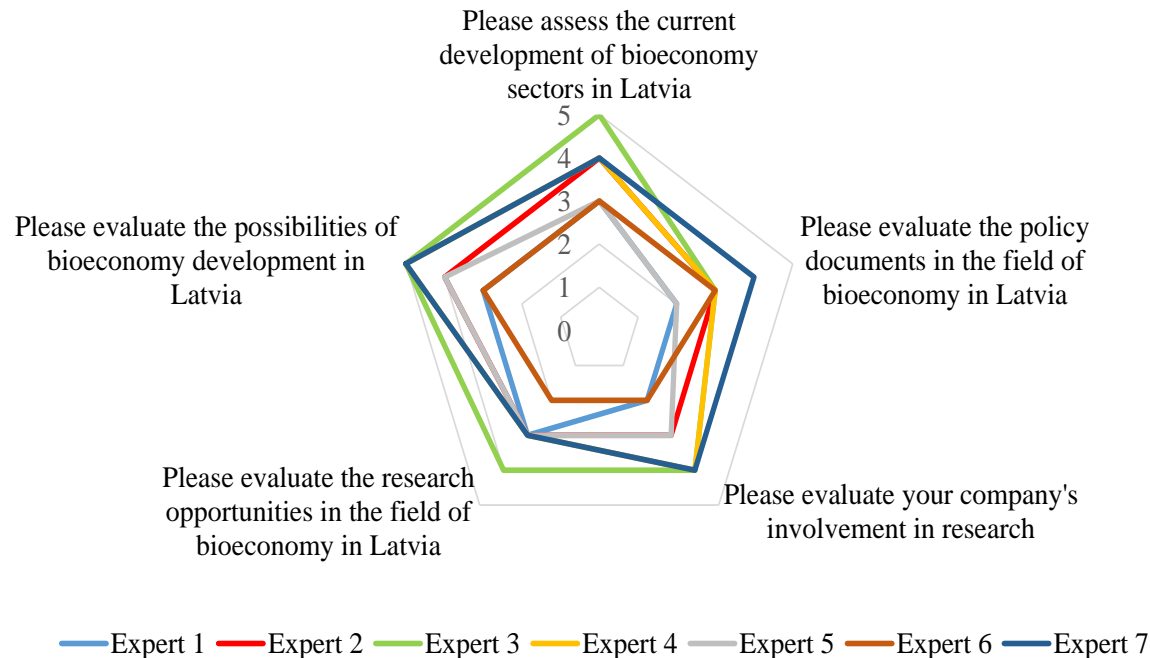 Please assess the current
development of bioeconomy
sectors in Latvia
5
4
3
2
1
0
Please evaluate the policy
documents in the field of
bioeconomy in Latvia
Please evaluate your company's
involvement in research
Please evaluate the research
opportunities in the field of
bioeconomy in Latvia
Please evaluate the possibilities of
bioeconomy development in
Latvia
Expert 1 Expert 2 Expert 3 Expert 4 Expert 5 Expert 6 Expert 7